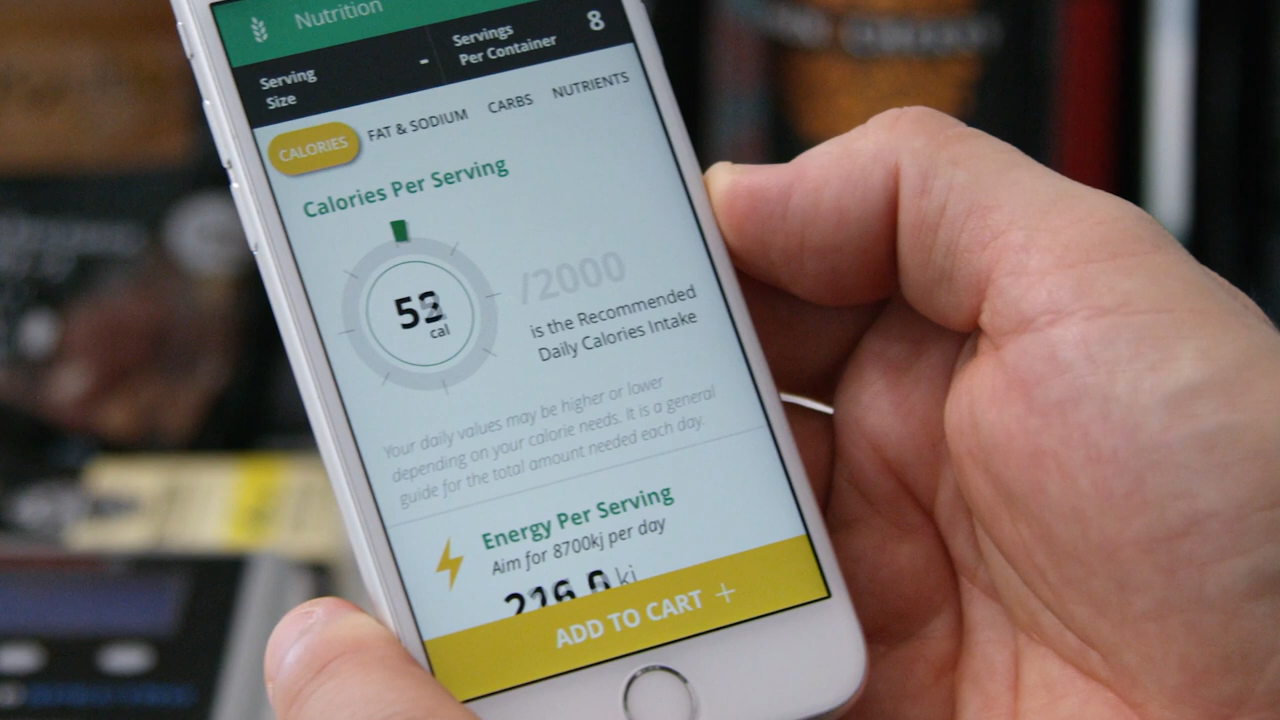 Nutrition
Serving
Size
-
Servings
Per Container
8
CALORIES
FAT & SODIUM
CARBS
NUTRIENTS
Calories Per Serving
cal
/2000
is the Recommended
Daily Calories Intake
Your daily values may be higher or lower
depending on your calorie needs. It is a general
guide for the total amount needed each day.
Energy Per Serving
Aim for 8700kj per day
kj
ADD TO CART +